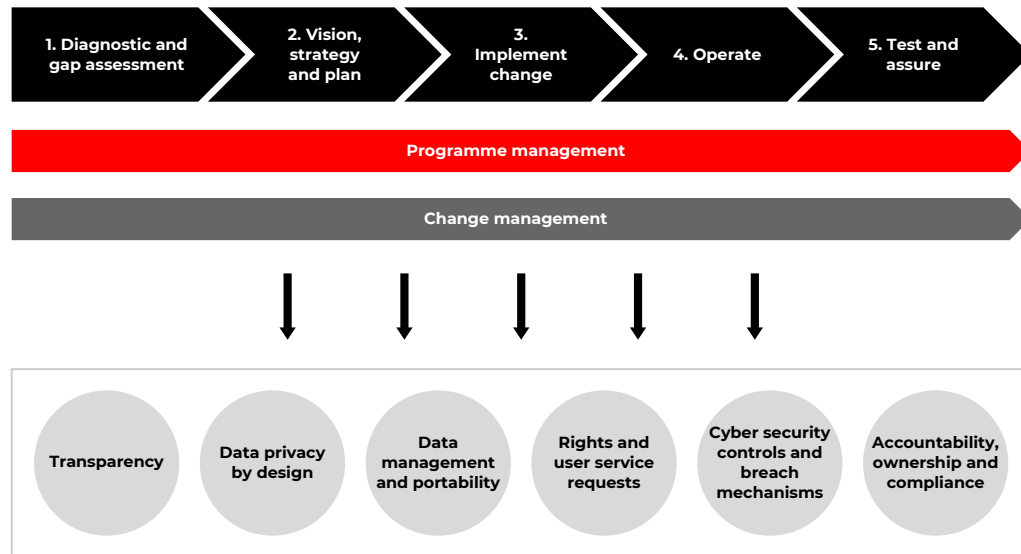 1. Diagnostic and
gap assessment
2. Vision,
strategy
and plan
3.
Implement
change
4. Operate
5. Test and
assure
Programme management
Change management
Transparency
Data privacy
by design
Data
management
and portability
Rights and
user service
requests
Cyber security
controls and
breach
mechanisms
Accountability,
ownership and
compliance